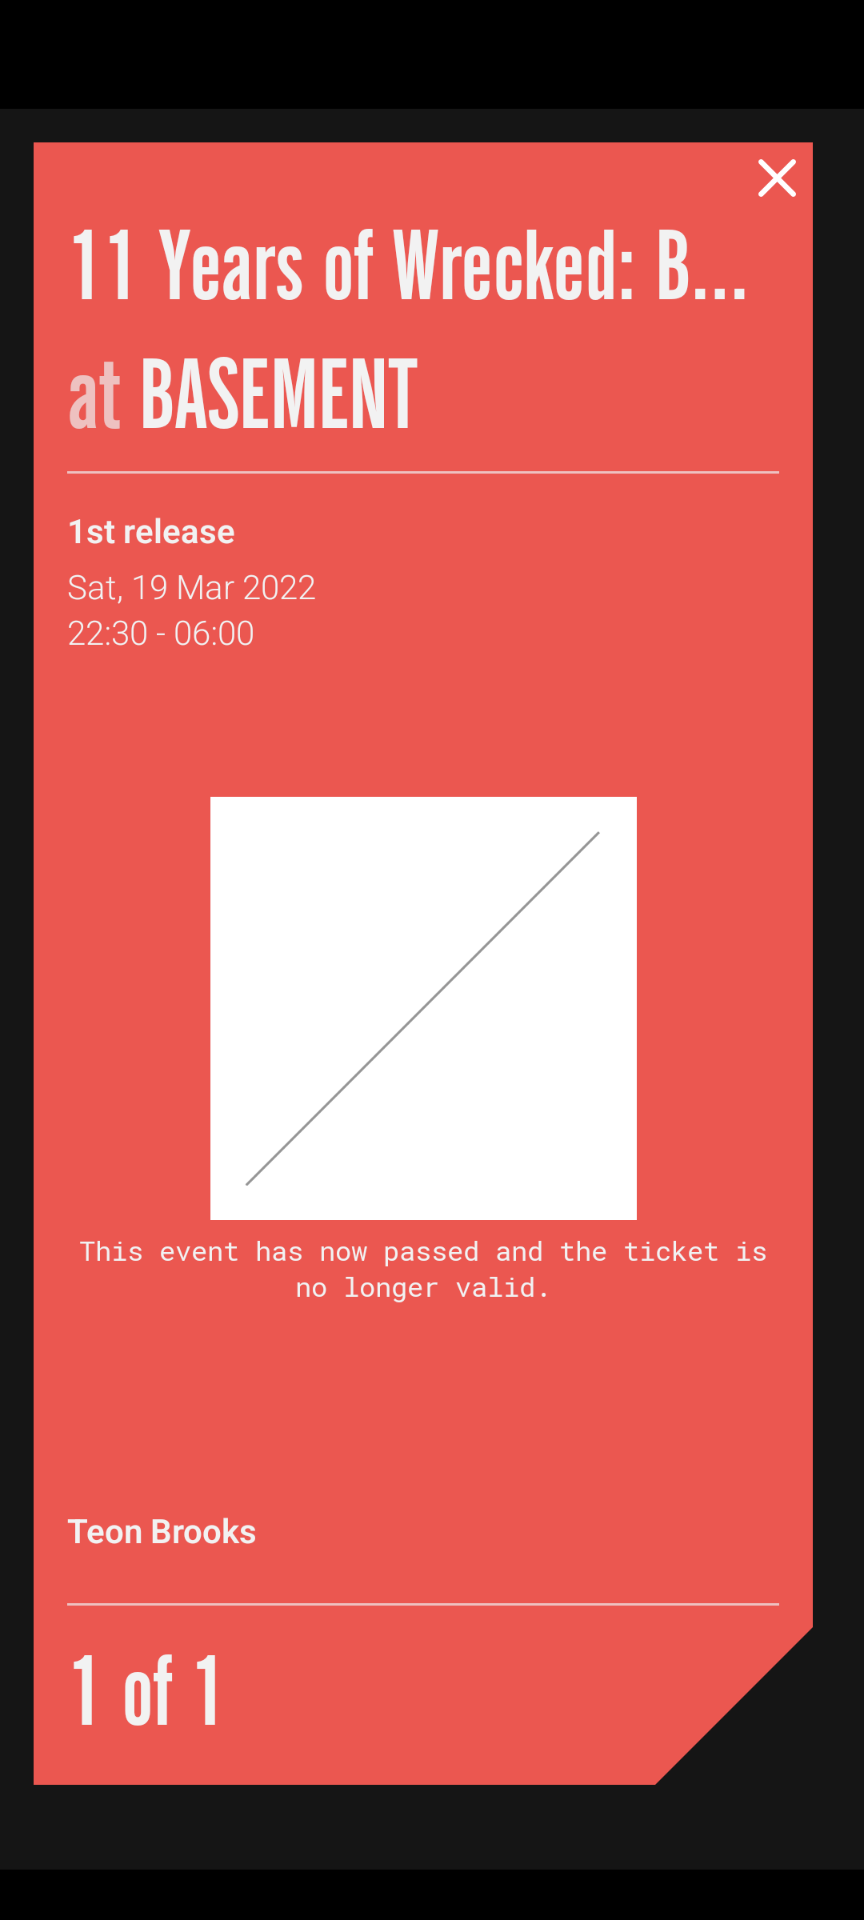 11 Years of Wrecked: B...
at BASEMENT
1st release
Sat, 19 Mar 2022
22:30 - 06:00
This event has now passed and the ticket is
no longer valid.
Teon Brooks
1 of 1